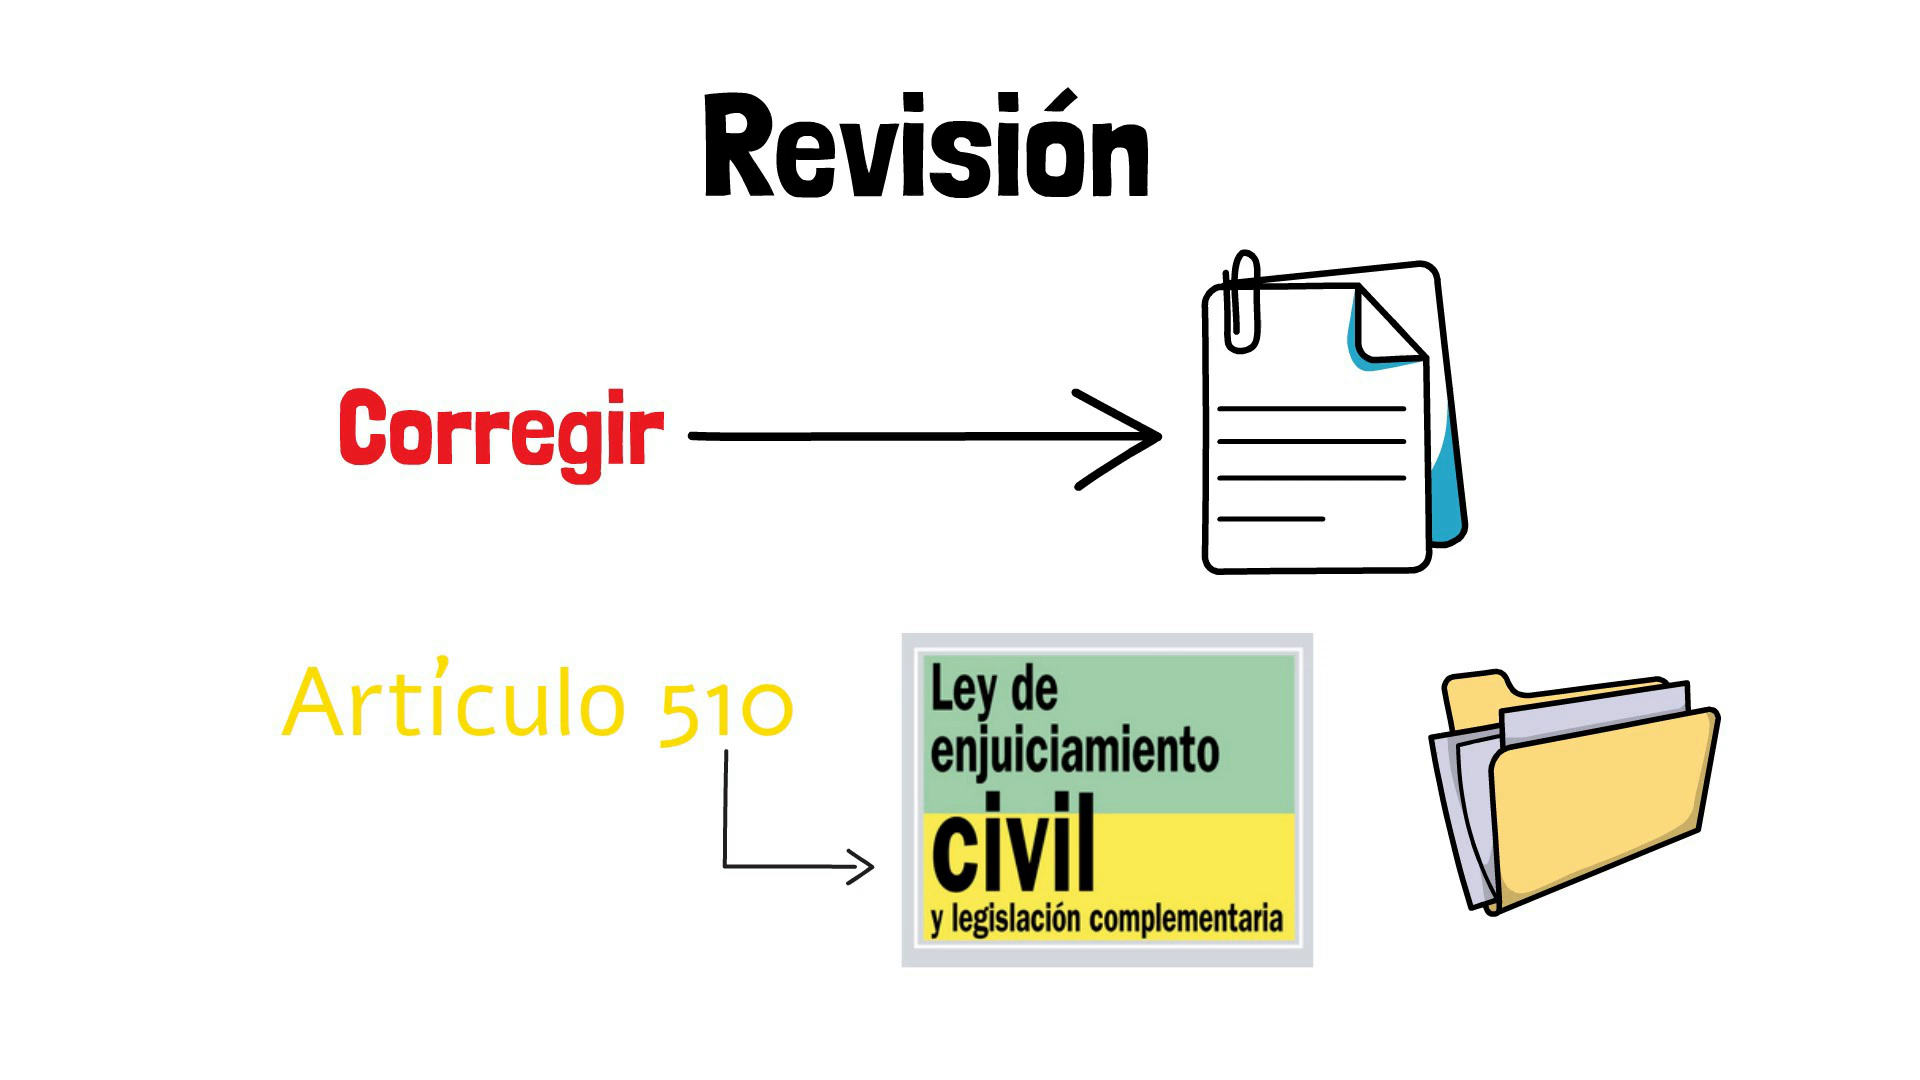 Revisión
Corregir
Artículo 510
Ley de
enjuiciamiento
civil
y legislación complementaria